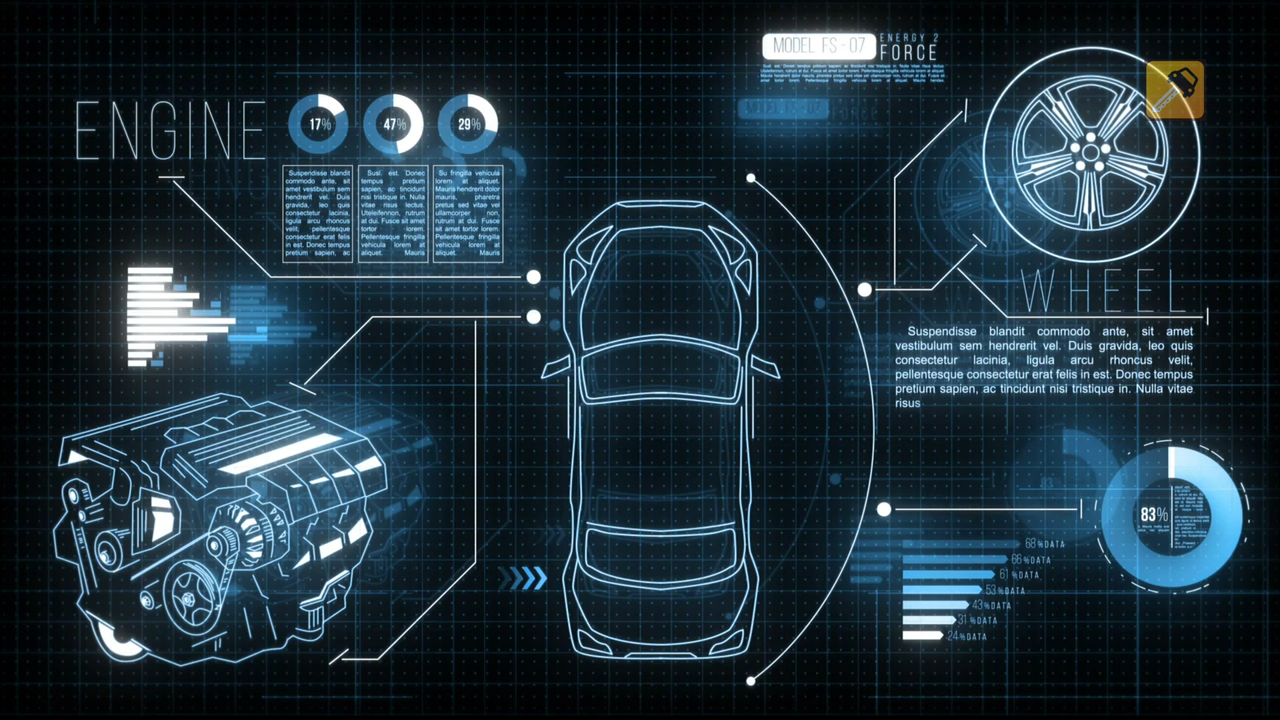 ENGINE
17%
47%
29%
Suspendisse blandit
commodo ante, sit
amet vestibulum sem
hendrerit vel. Duis
gravida, leo quis
consectetur lacinia,
ligula arcu rhoncus
velit, pellentesque
consectetur erat felis
in est. Donec tempus
pretium sapien, ac
Susl. est. Donec
tempus pretium
sapien, ac tincidunt
nisi tristique in. Nulla
vitae risus lectus.
at dui. Fusce sit amet
tortor lorem
Pellentesque fringilla
vehicula lorem at
aliquet. Mauris
Su fringilla vehicula
lorem at aliquet.
Mauris hendrerit dolor
mauris, pharetra
pretium sed vitae vel
ullamcorper non,
rutrum at dui. Fusce
sit amet tortor lorem.
Pellentesque fringilla
vehicula lorem at
aliquet. Mauris
MODEL FS-07
ENERGY 2
FORCE
WHEEL
Suspendisse blandit commodo ante, sit amet
vestibulum sem hendrerit vel. Duis gravida, leo quis
consectetur lacinia, ligula arcu rhoncus velit,
pellentesque consectetur erat felis in est. Donec tempus
pretium sapien, ac tincidunt nisi tristique in. Nulla vitae
risus
83%
68%DATA
66%DATA
61%DATA
53%DATA
43%DATA
31%DATA
24%DATA